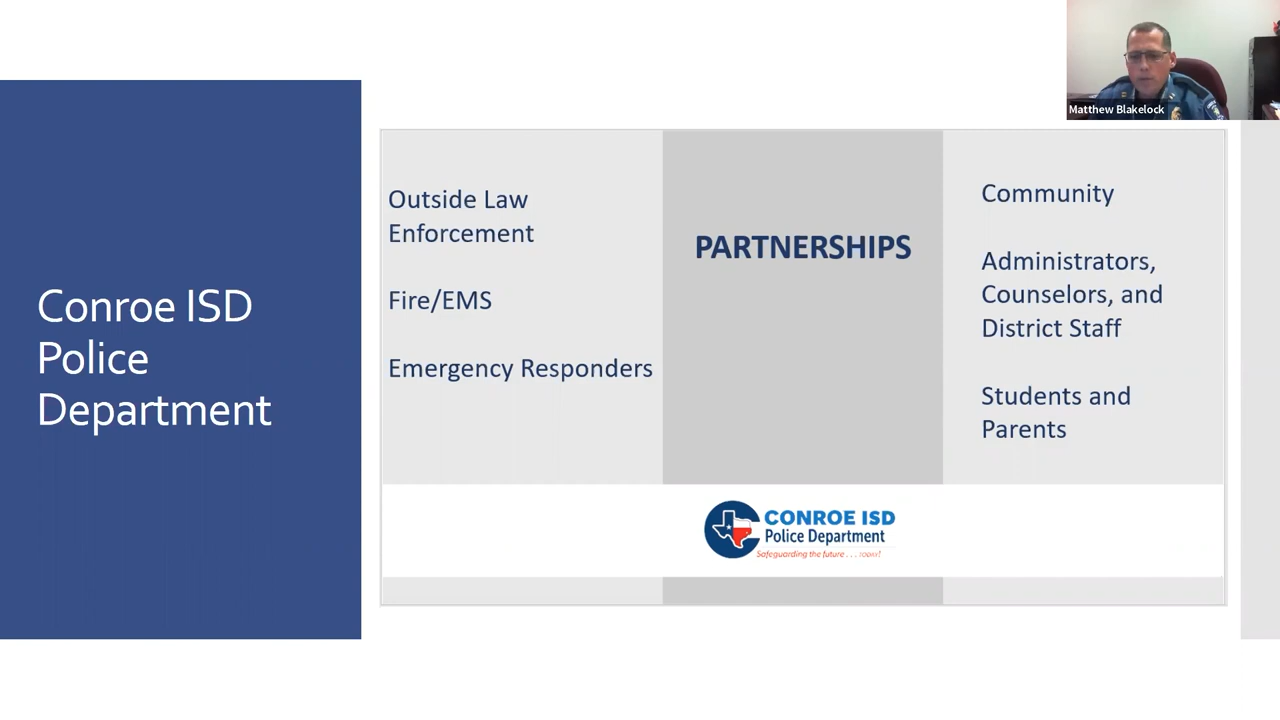 Matthew Blakelock
Conroe ISD
Police
Department
Outside Law
Enforcement
Fire/EMS
Emergency Responders
PARTNERSHIPS
Community
Administrators,
Counselors, and
District Staff
Students and
Parents
CONROE ISD
Police Department
Safeguarding the future . . . TODAY!